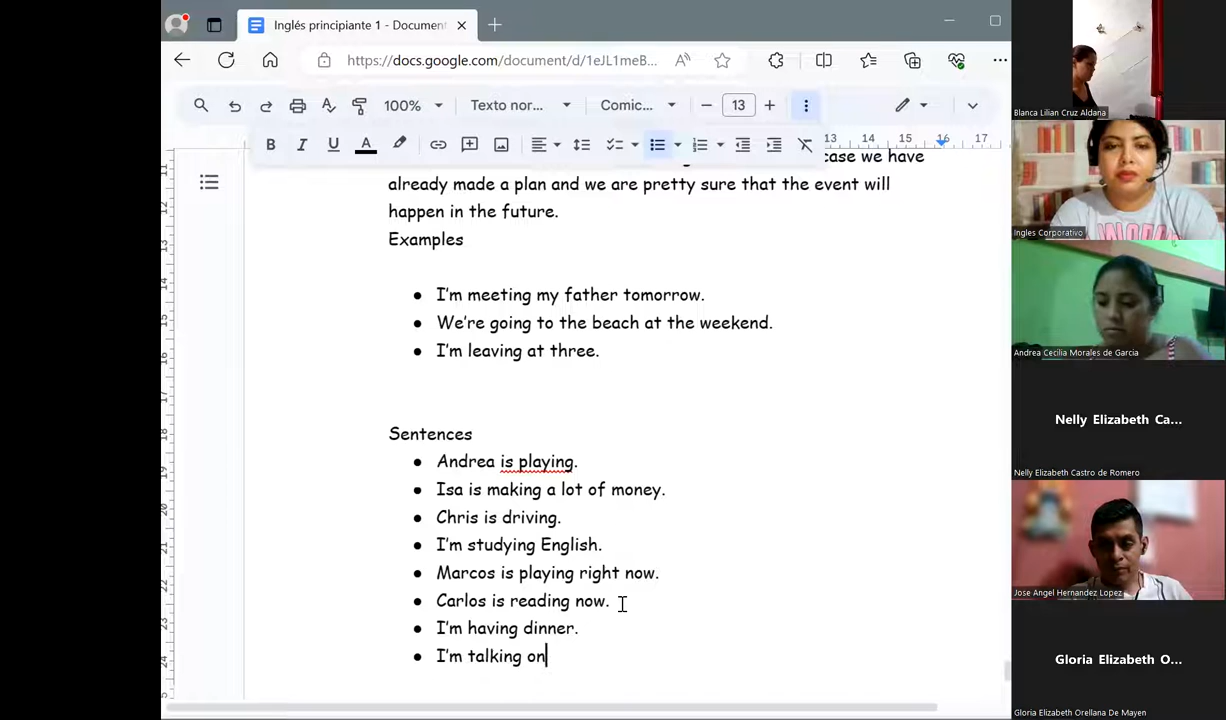 Inglés principiante 1 - Document
https://docs.google.com/document/d/1eJL1meB...
100%
Texto nor...
Comic...
13
B I U A
13 14 15 16 17
case we have
already made a plan and we are pretty sure that the event will
happen in the future.
Examples
I'm meeting my father tomorrow.
We're going to the beach at the weekend.
I'm leaving at three.
Sentences
Andrea is playing.
Isa is making a lot of money.
Chris is driving.
I'm studying English.
Marcos is playing right now.
Carlos is reading now.
I'm having dinner.
I'm talking on
Blanca Lilian Cruz Aldana
Ingles Corporativo
Andrea Cecilia Morales de Garcia
Nelly Elizabeth Ca...
Nelly Elizabeth Castro de Romero
Jose Angel Hernandez Lopez
Gloria Elizabeth O...
Gloria Elizabeth Orellana De Mayen